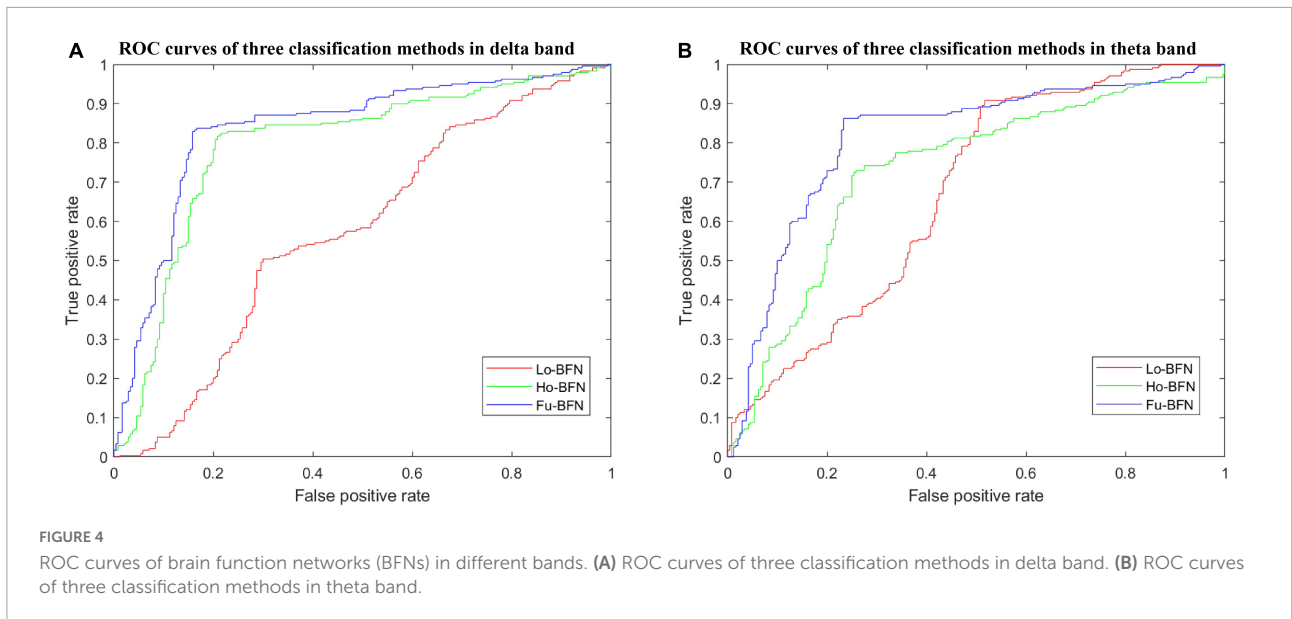 A
ROC curves of three classification methods in delta band
1
0.9
0.8
0.7
0.6
0.5
0.4
0.3
0.2
0.1
0
True positive rate
Lo-BFN
Ho-BFN
Fu-BFN
0 0.2 0.4 0.6 0.8 1
False positive rate
B
ROC curves of three classification methods in theta band
1
0.9
0.8
0.7
0.6
0.5
0.4
0.3
0.2
0.1
0
True positive rate
Lo-BFN
Ho-BFN
Fu-BFN
0 0.2 0.4 0.6 0.8 1
False positive rate
FIGURE 4
ROC curves of brain function networks (BFNs) in different bands. (A) ROC curves of three classification methods in delta band. (B) ROC curves
of three classification methods in theta band.